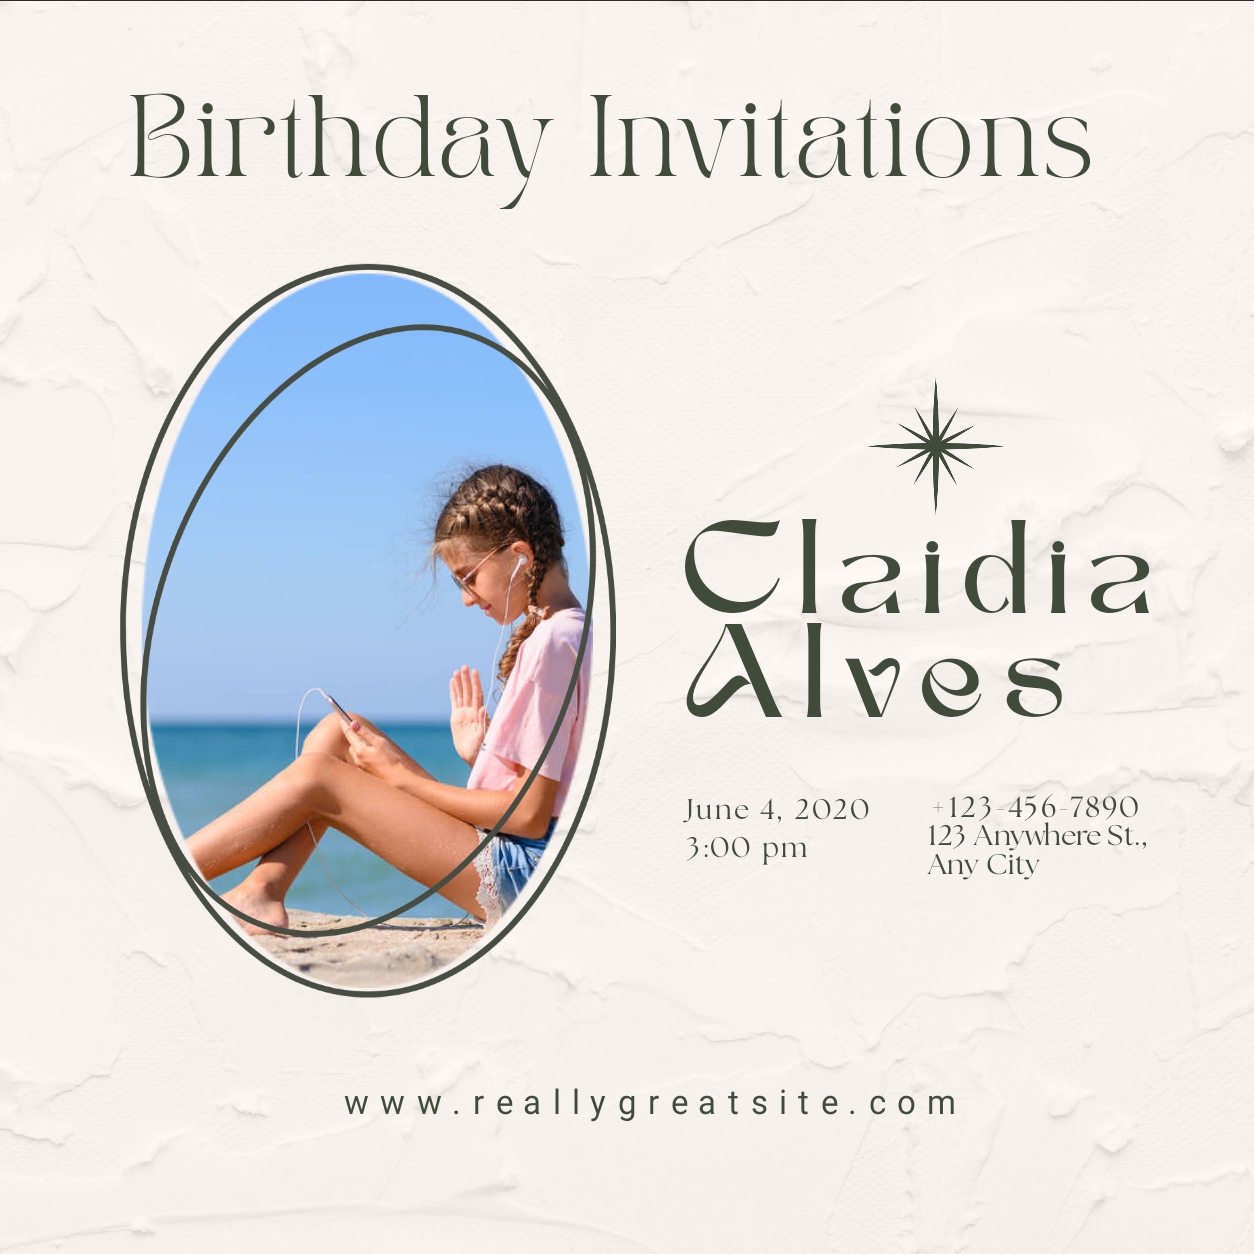 Birthday Invitations
Claidia
Alves
June 4, 2020
3:00 pm
+123-456-7890
123 Anywhere St.,
Any City
www.reallygreatsite.com